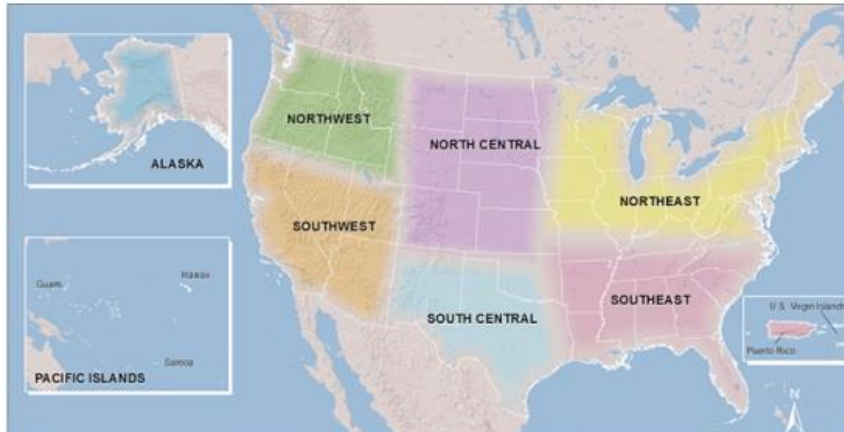 ALASKA
NORTHWEST
NORTH CENTRAL
NORTHEAST
SOUTHWEST
SOUTHEAST
SOUTH CENTRAL
Guam
Hawaii
Samoa
PACIFIC ISLANDS
U.S. Virgin Islands
Puerto Rico
N